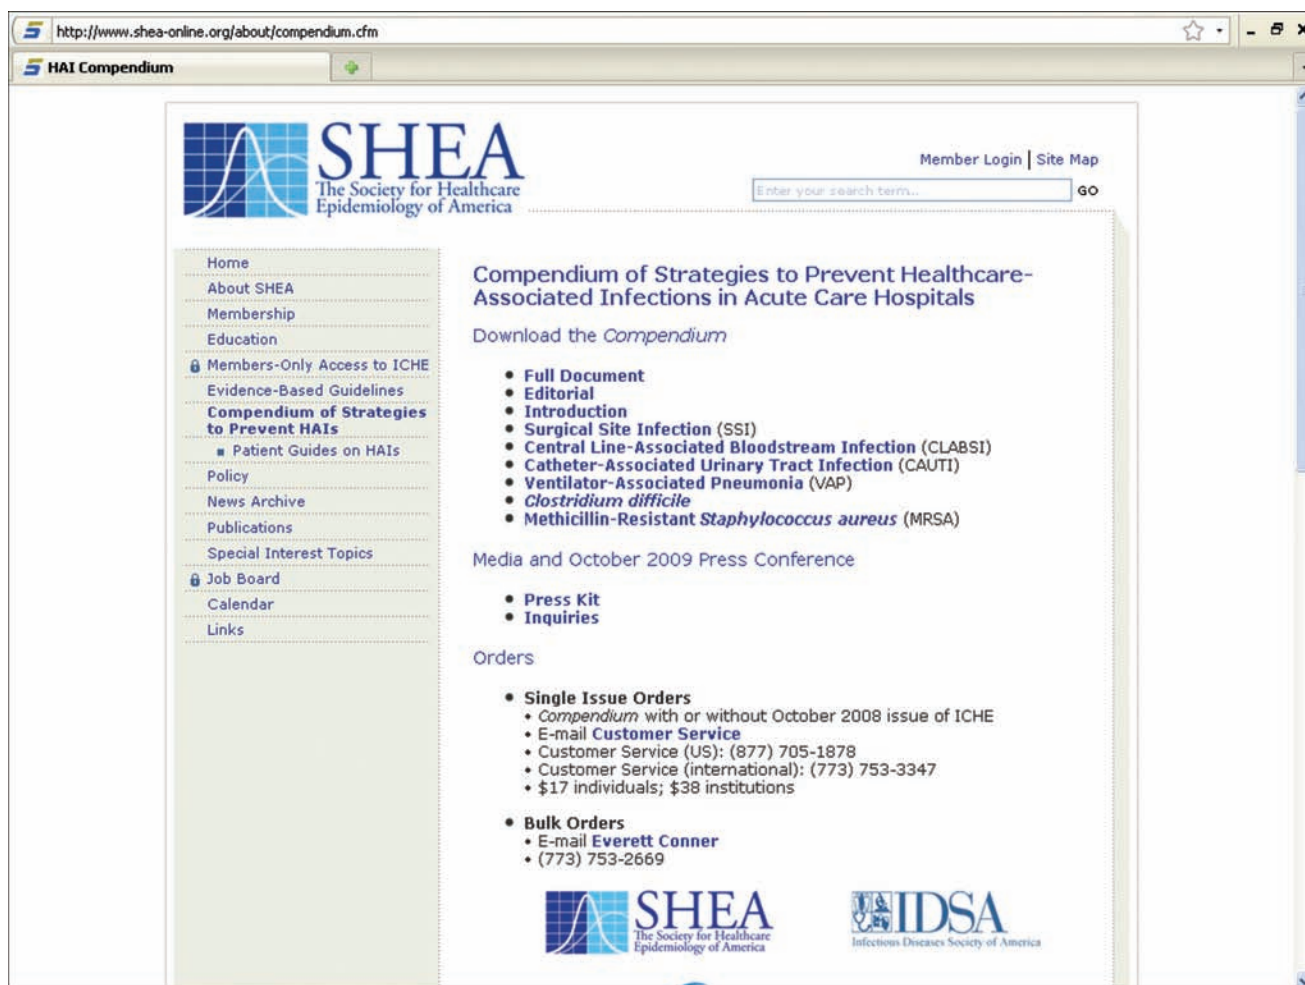 http://www.shea-online.org/about/compendium.cfm
HAI Compendium
SHEA
The Society for Healthcare
Epidemiology of America
Member Login | Site Map
Enter your search term...
GO
Home
About SHEA
Membership
Education
Members-Only Access to ICHE
Evidence-Based Guidelines
Compendium of Strategies
to Prevent HAIs
Patient Guides on HAIs
Policy
News Archive
Publications
Special Interest Topics
Job Board
Calendar
Links
Compendium of Strategies to Prevent Healthcare-
Associated Infections in Acute Care Hospitals
Download the Compendium
• Full Document
• Editorial
• Introduction
• Surgical Site Infection (SSI)
• Central Line-Associated Bloodstream Infection (CLABSI)
• Catheter-Associated Urinary Tract Infection (CAUTI)
• Ventilator-Associated Pneumonia (VAP)
• Clostridium difficile
• Methicillin-Resistant Staphylococcus aureus (MRSA)
Media and October 2009 Press Conference
• Press Kit
• Inquiries
Orders
• Single Issue Orders
• Compendium with or without October 2008 issue of ICHE
• E-mail Customer Service
• Customer Service (US): (877) 705-1878
• Customer Service (international): (773) 753-3347
• $17 individuals; $38 institutions
• Bulk Orders
• E-mail Everett Conner
• (773) 753-2669
SHEA
The Society for Healthcare
Epidemiology of America
IDSA
Infectious Diseases Society of America